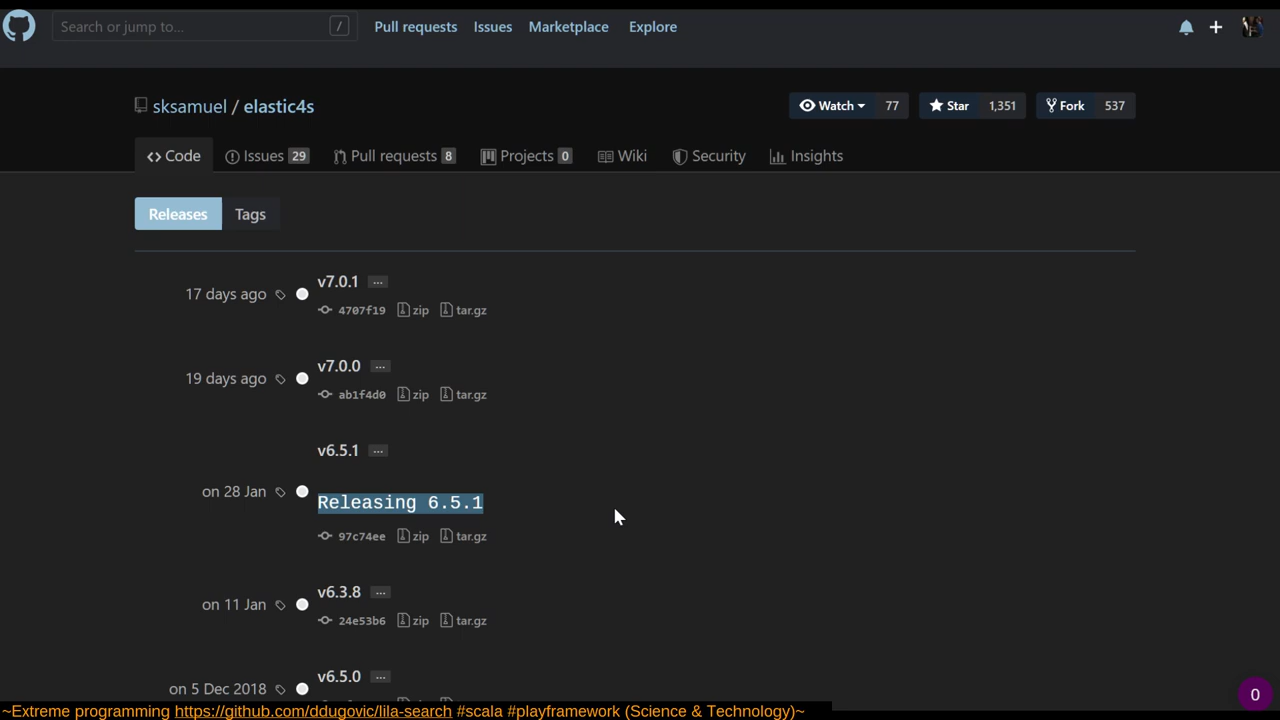 Search or jump to... / Pull requests Issues Marketplace Explore
sksamuel / elastic4s Watch 77 Star 1,351 Fork 537
Code Issues 29 Pull requests 8 Projects 0 Wiki Security Insights
Releases Tags
v7.0.1 ...
17 days ago
4707f19 zip tar.gz
v7.0.0 ...
19 days ago
ab1f4d0 zip tar.gz
v6.5.1 ...
on 28 Jan
Releasing 6.5.1
97c74ee zip tar.gz
v6.3.8 ...
on 11 Jan
24e53b6 zip tar.gz
v6.5.0 ...
on 5 Dec 2018
0
~Extreme programming https://github.com/ddugovic/lila-search #scala #playframework (Science & Technology)~